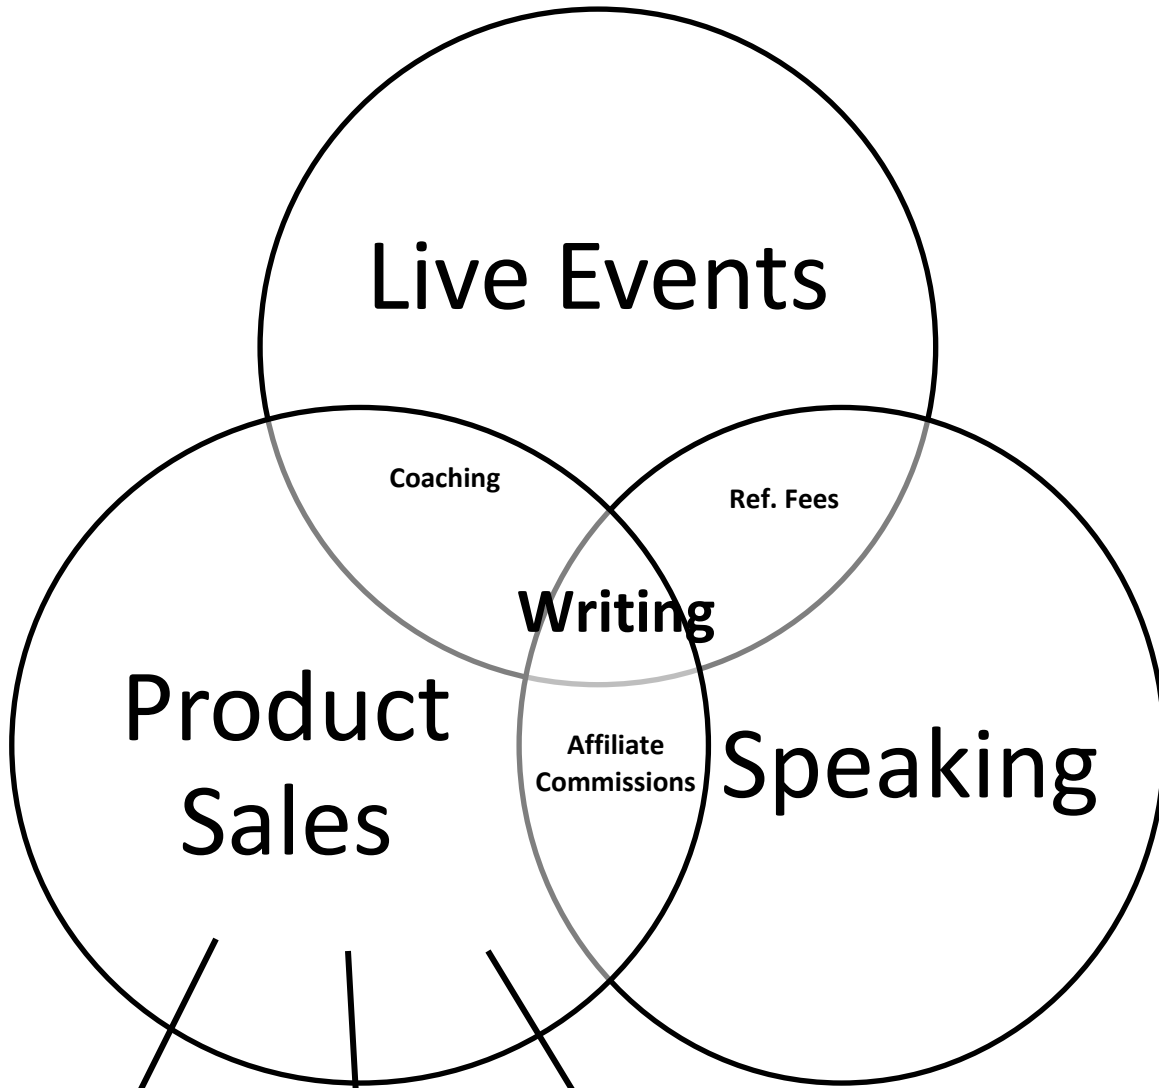 Live Events
Coaching
Ref. Fees
Writing
Product
Sales
Affiliate
Commissions
Speaking